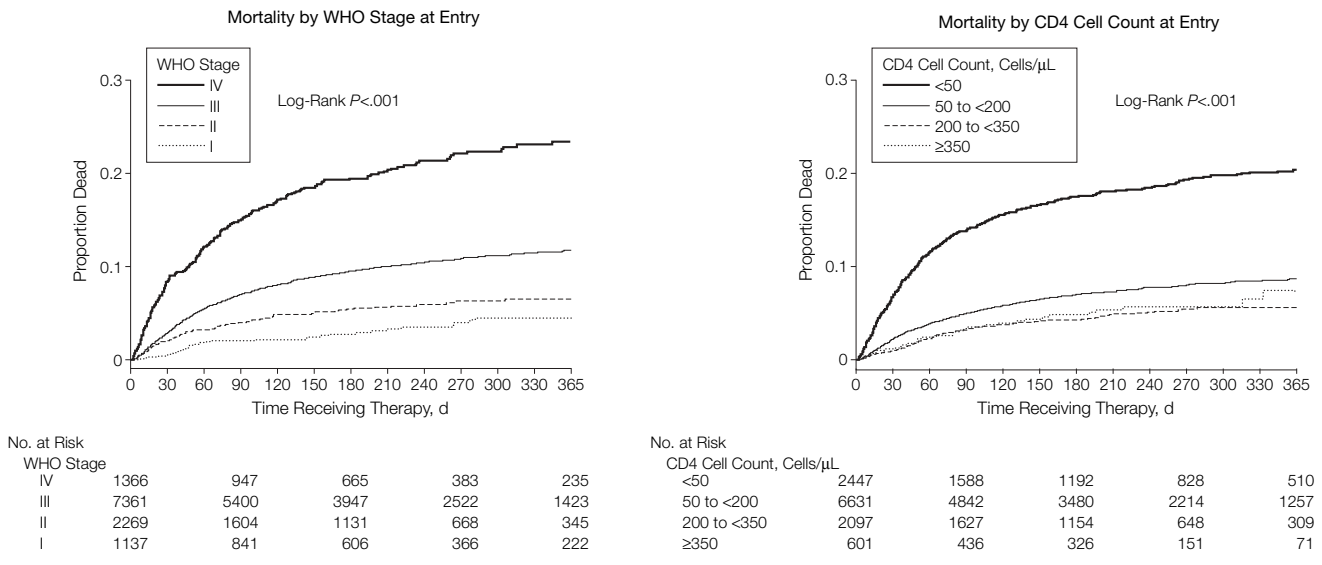 Mortality by WHO Stage at Entry
WHO Stage
IV
III
II
I
Log-Rank P<.001
0.3
0.2
0.1
0
Proportion Dead
0 30 60 90 120 150 180 210 240 270 300 330 365
Time Receiving Therapy, d
No. at Risk
WHO Stage
IV 1366 947 665 383 235
III 7361 5400 3947 2522 1423
II 2269 1604 1131 668 345
I 1137 841 606 366 222
Mortality by CD4 Cell Count at Entry
CD4 Cell Count, Cells/μL
<50
50 to <200
200 to <350
≥350
Log-Rank P<.001
0.3
0.2
0.1
0
Proportion Dead
0 30 60 90 120 150 180 210 240 270 300 330 365
Time Receiving Therapy, d
No. at Risk
CD4 Cell Count, Cells/μL
<50 2447 1588 1192 828 510
50 to <200 6631 4842 3480 2214 1257
200 to <350 2097 1627 1154 648 309
≥350 601 436 326 151 71